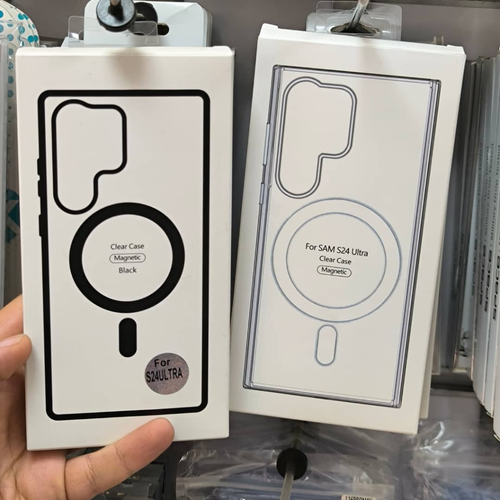 Clear Case
Magnetic
Black
For
S24ULTRA
For SAM S24 Ultra
Clear Case
Magnetic